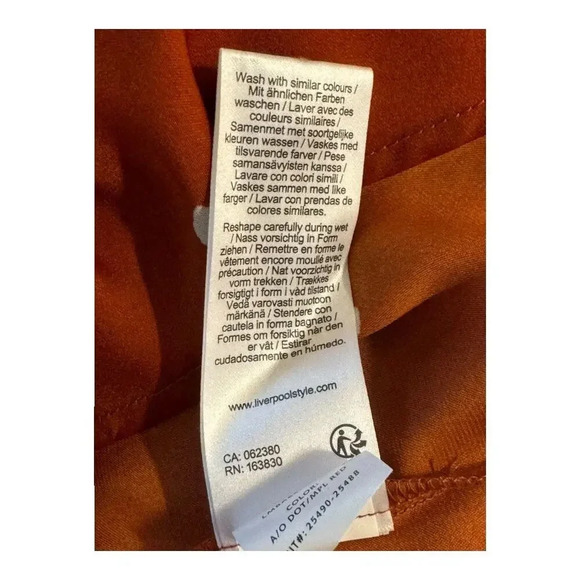 Wash with similar colours /
Mit ähnlichen Farben
waschen / Laver avec des
couleurs similaires /
Samenmet met soortgelijke
kleuren wassen / Vaskes med
tilsvarende farver / Pese
samansävyisten kanssa /
Lavare con colori simili /
Vaskes sammen med like
farger / Lavar con prendas de
colores similares.
Reshape carefully during wet
/ Nass vorsichtig in Form
ziehen / Remettre en forme le
vêtement encore mouillé avec
précaution / Nat voorzichtig in
vorm trekken / Trækkes
forsigtigt i form i våd tilstand /
Vedä varovasti muotoon
märkänä / Stendere con
cautela in forma bagnato /
Formes om forsiktig når den
er våt / Estirar
cudadosamente en húmedo.
www.liverpoolstyle.com
CA: 062380
RN: 163830
COLOR:
A/O DOT/MPL RED
25490-25488